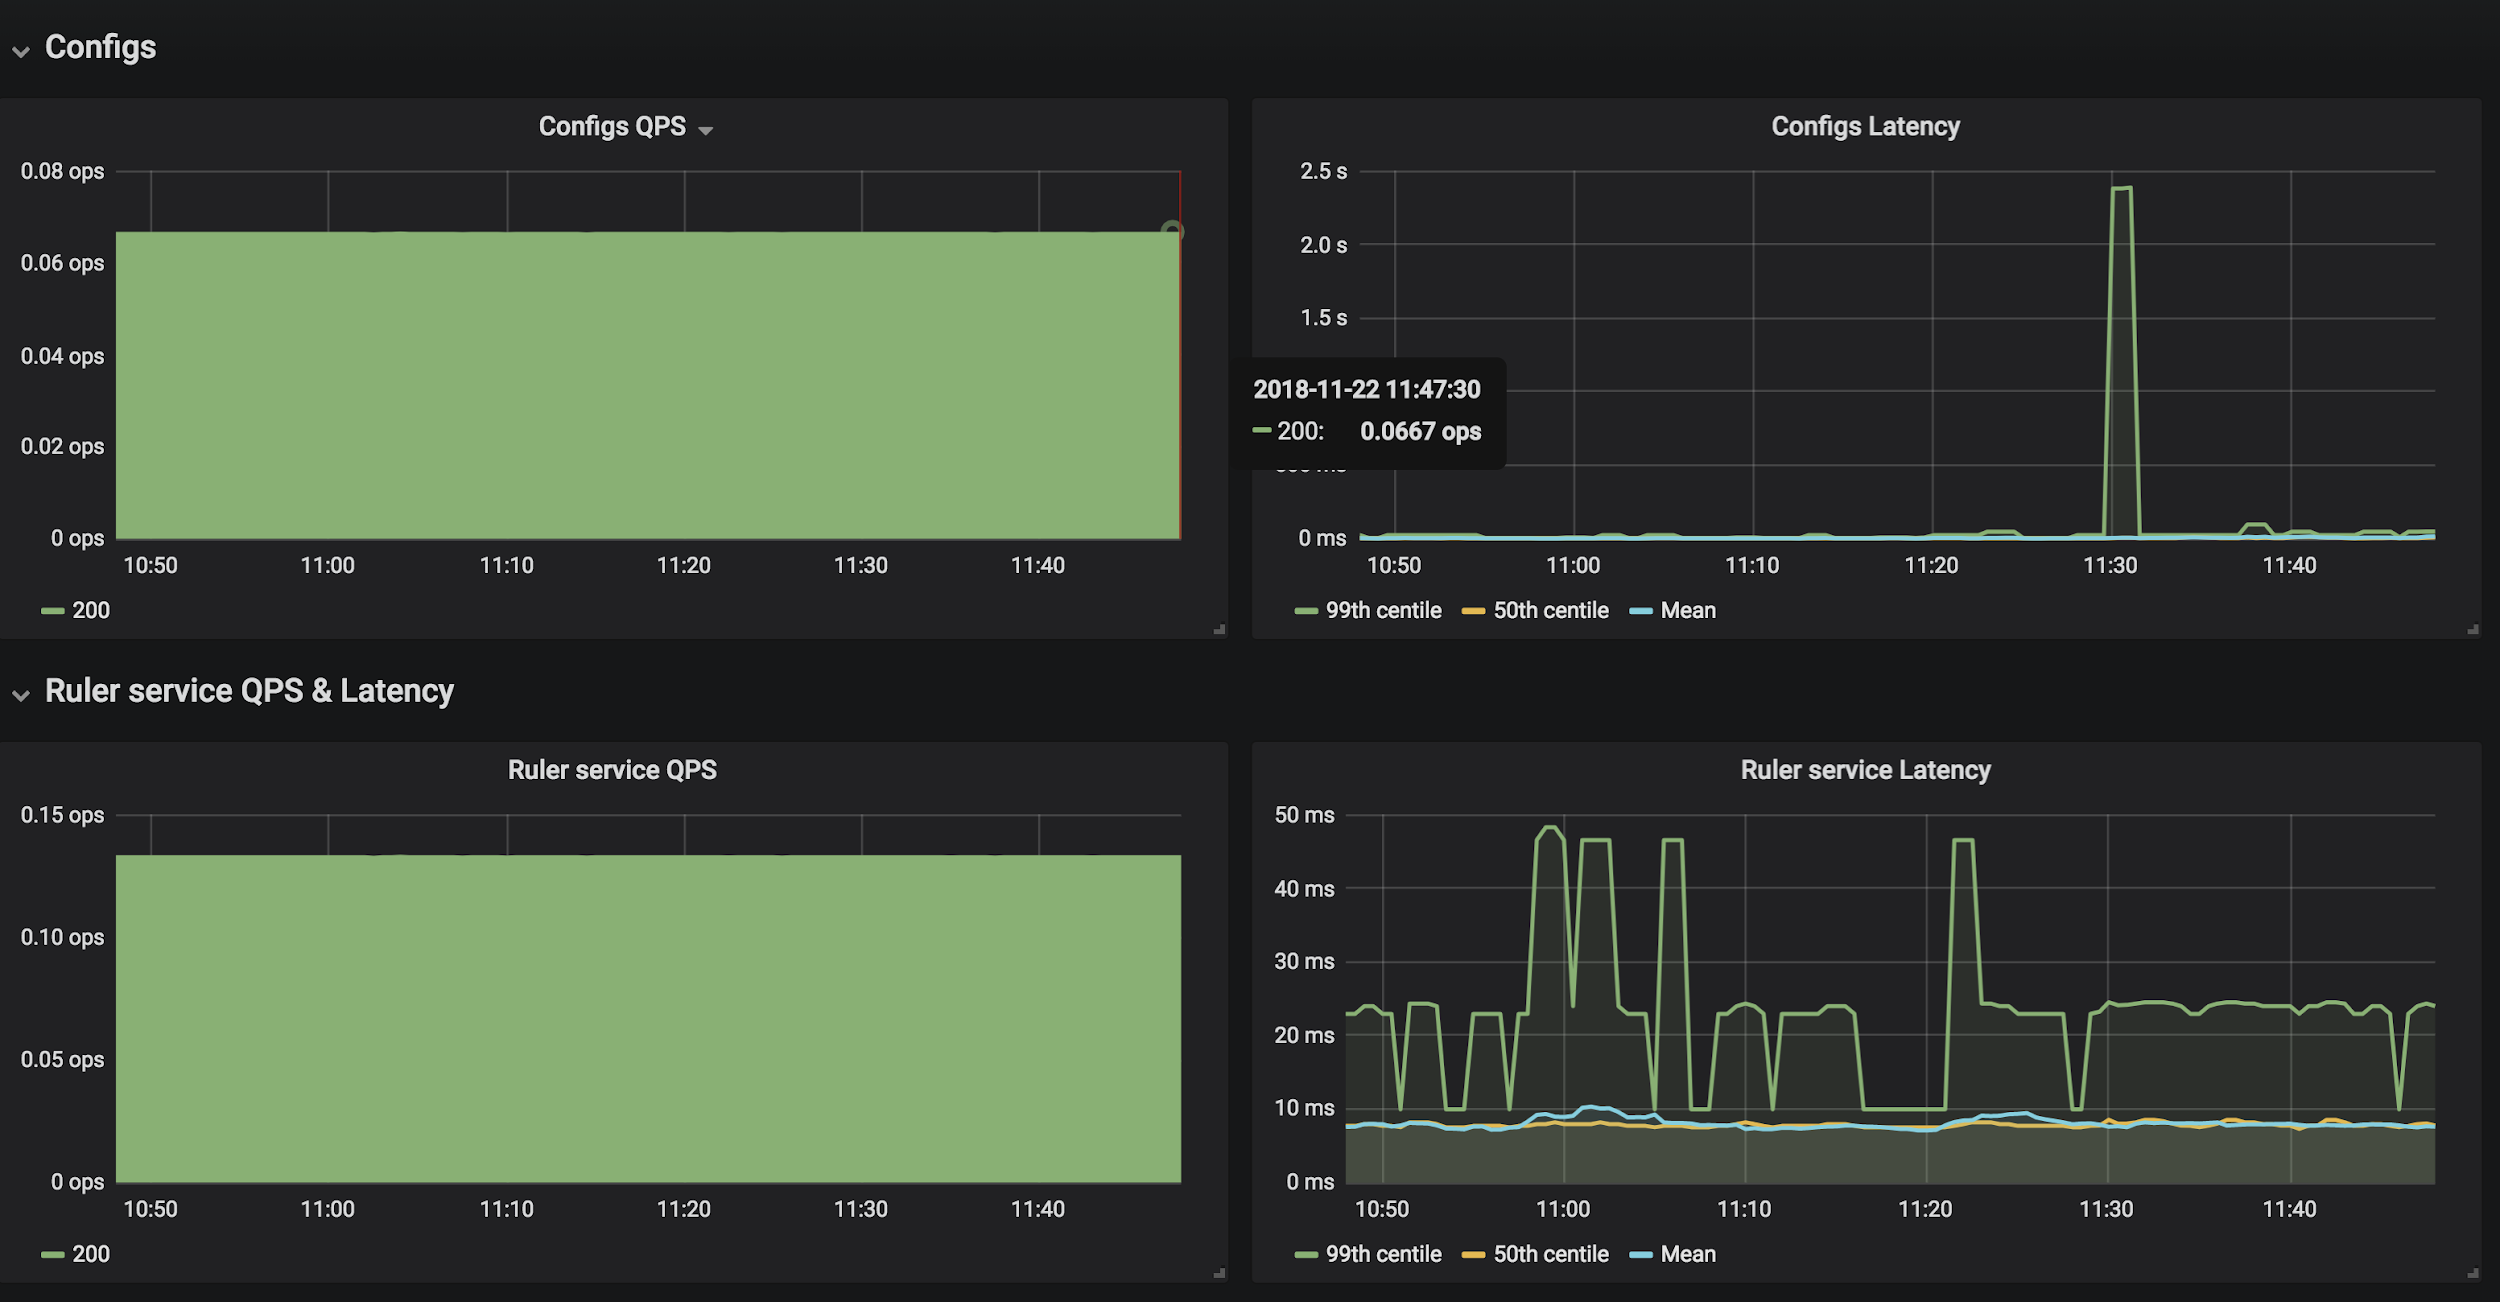 Configs
Configs QPS
0.08 ops
0.06 ops
0.04 ops
0.02 ops
0 ops
10:50 11:00 11:10 11:20 11:30 11:40
200
Configs Latency
2.5 s
2.0 s
1.5 s
0 ms
10:50 11:00 11:10 11:20 11:30 11:40
99th centile 50th centile Mean
2018-11-22 11:47:30
200: 0.0667 ops
Ruler service QPS & Latency
Ruler service QPS
0.15 ops
0.10 ops
0.05 ops
0 ops
10:50 11:00 11:10 11:20 11:30 11:40
200
Ruler service Latency
50 ms
40 ms
30 ms
20 ms
10 ms
0 ms
10:50 11:00 11:10 11:20 11:30 11:40
99th centile 50th centile Mean